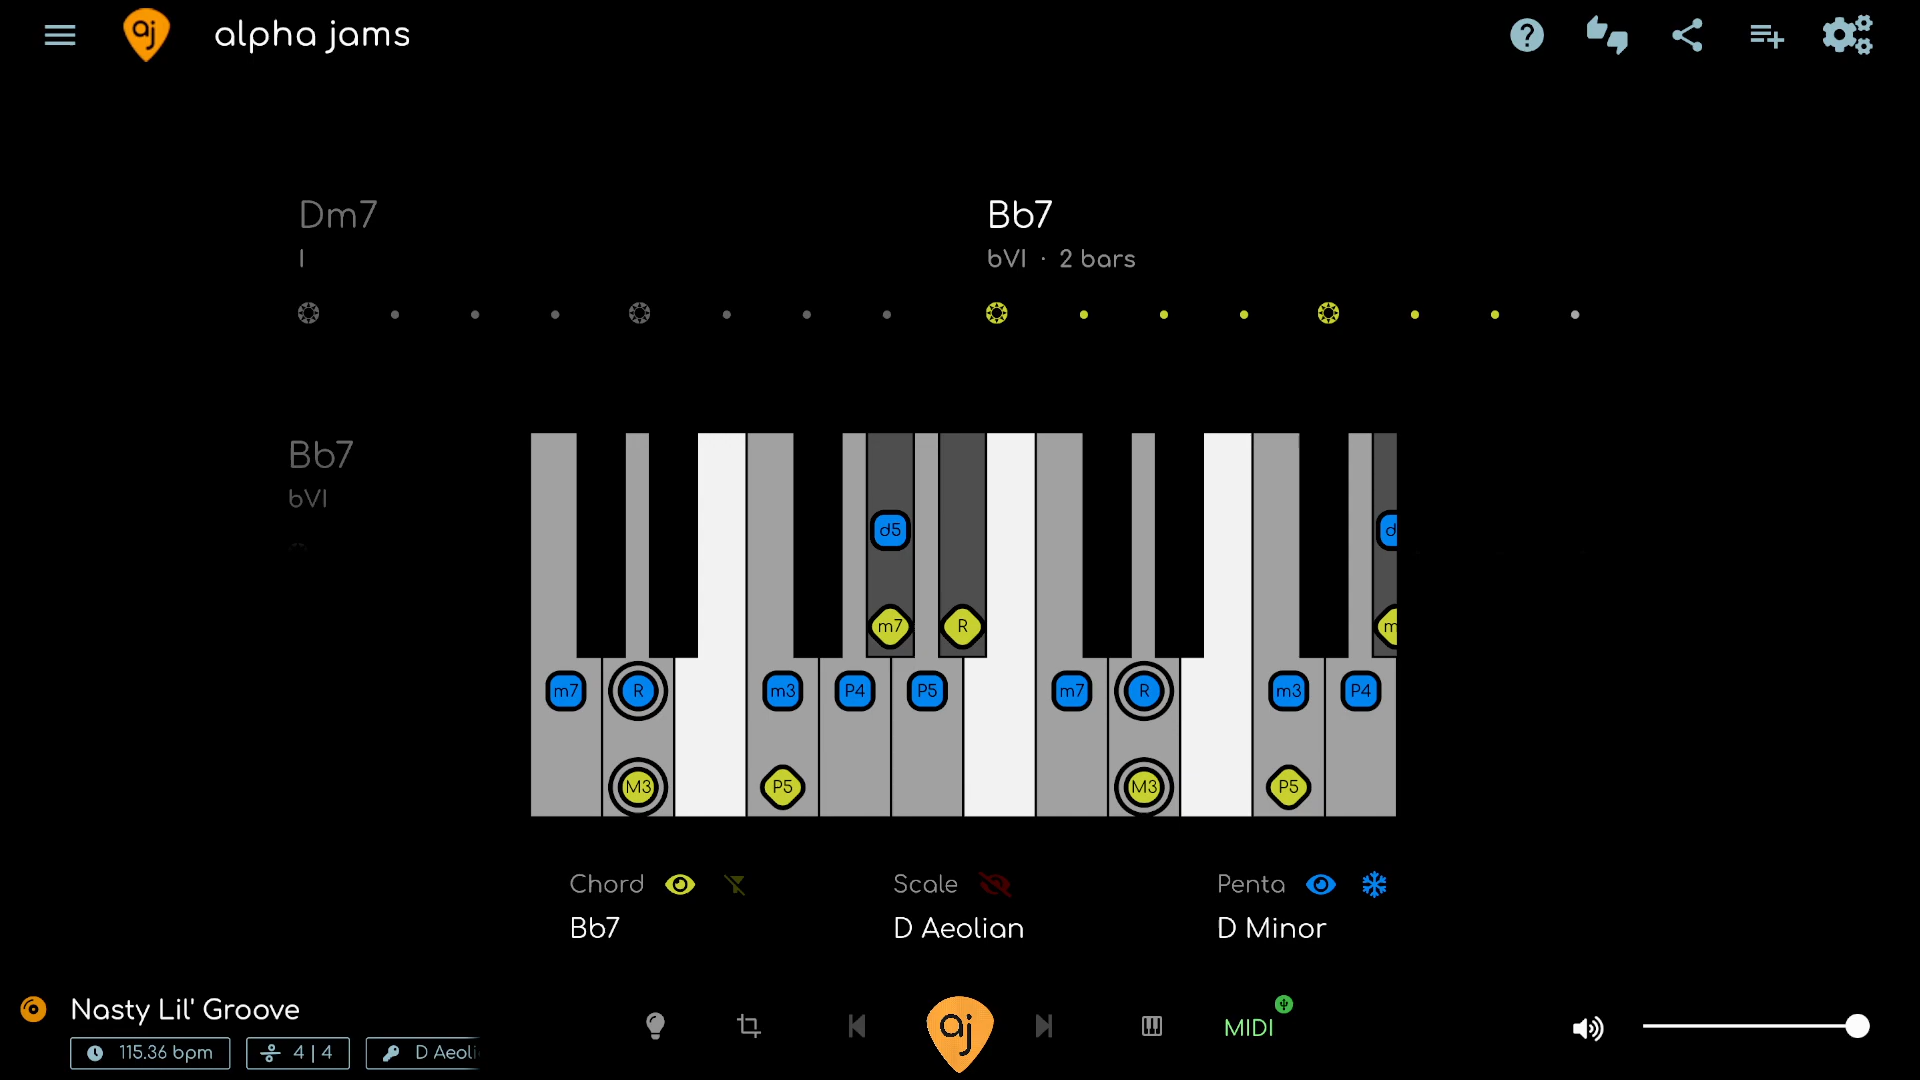 aj alpha jams ?
Dm7 Bb7
I bVI · 2 bars
Bb7
bVI
d5 d
m7 R m
m7 R m3 P4 P5 m7 R m3 P4
M3 P5 M3 P5
Chord Scale Penta
Bb7 D Aeolian D Minor
Nasty Lil' Groove
115.36 bpm 4 | 4 D Aeoli
aj
MIDI